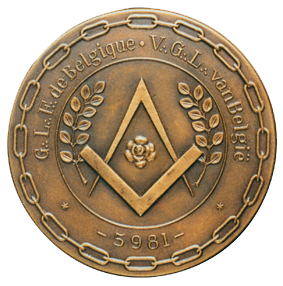 G∴L∴F∴ de Belgique · V∴G∴L∴ van België
* - 5981 - *